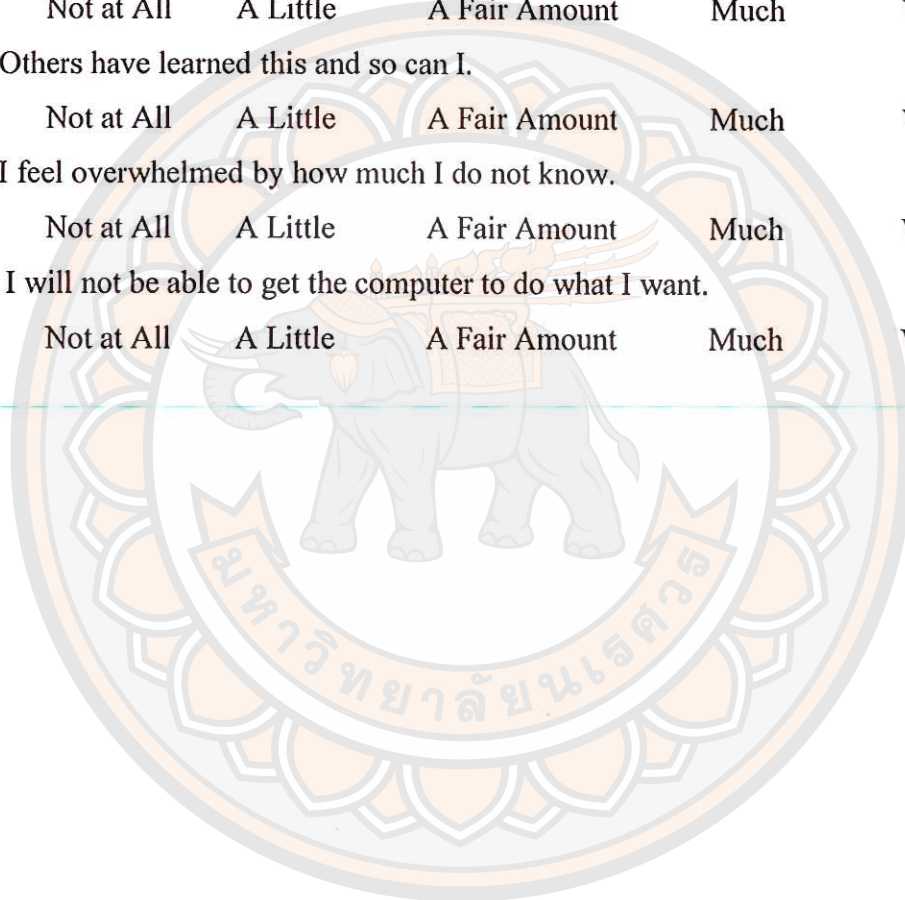 Not at All A Little A Fair Amount Much
Others have learned this and so can I.
Not at All A Little A Fair Amount Much
I feel overwhelmed by how much I do not know.
Not at All A Little A Fair Amount Much
I will not be able to get the computer to do what I want.
Not at All A Little A Fair Amount Much
มหาวิทยาลัยนเรศวร